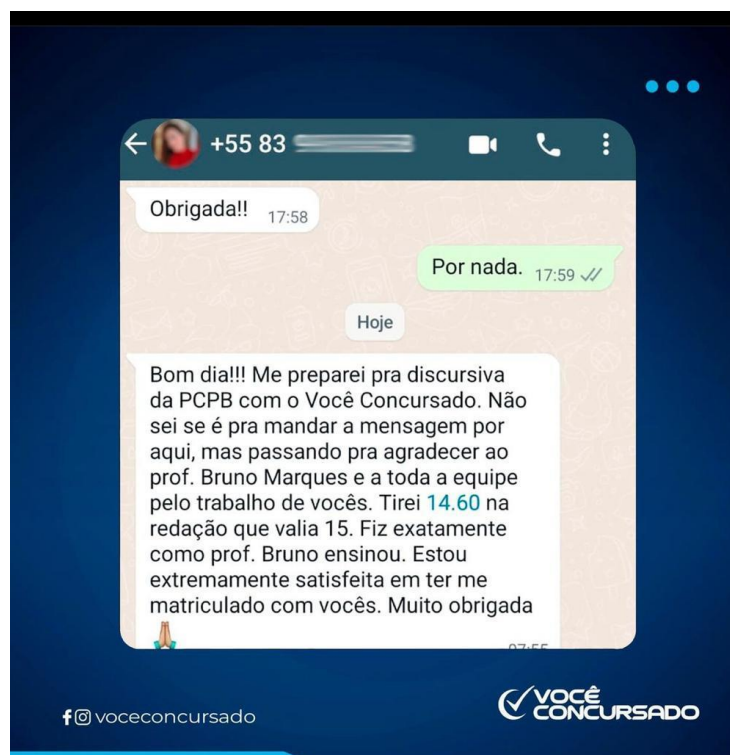 +55 83
Obrigada!! 17:58
Por nada. 17:59
Hoje
Bom dia!!! Me preparei pra discursiva
da PCPB com o Você Concursado. Não
sei se é pra mandar a mensagem por
aqui, mas passando pra agradecer ao
prof. Bruno Marques e a toda a equipe
pelo trabalho de vocês. Tirei 14.60 na
redação que valia 15. Fiz exatamente
como prof. Bruno ensinou. Estou
extremamente satisfeita em ter me
matriculado com vocês. Muito obrigada
voceconcursado
VOCÊ
CONCURSADO